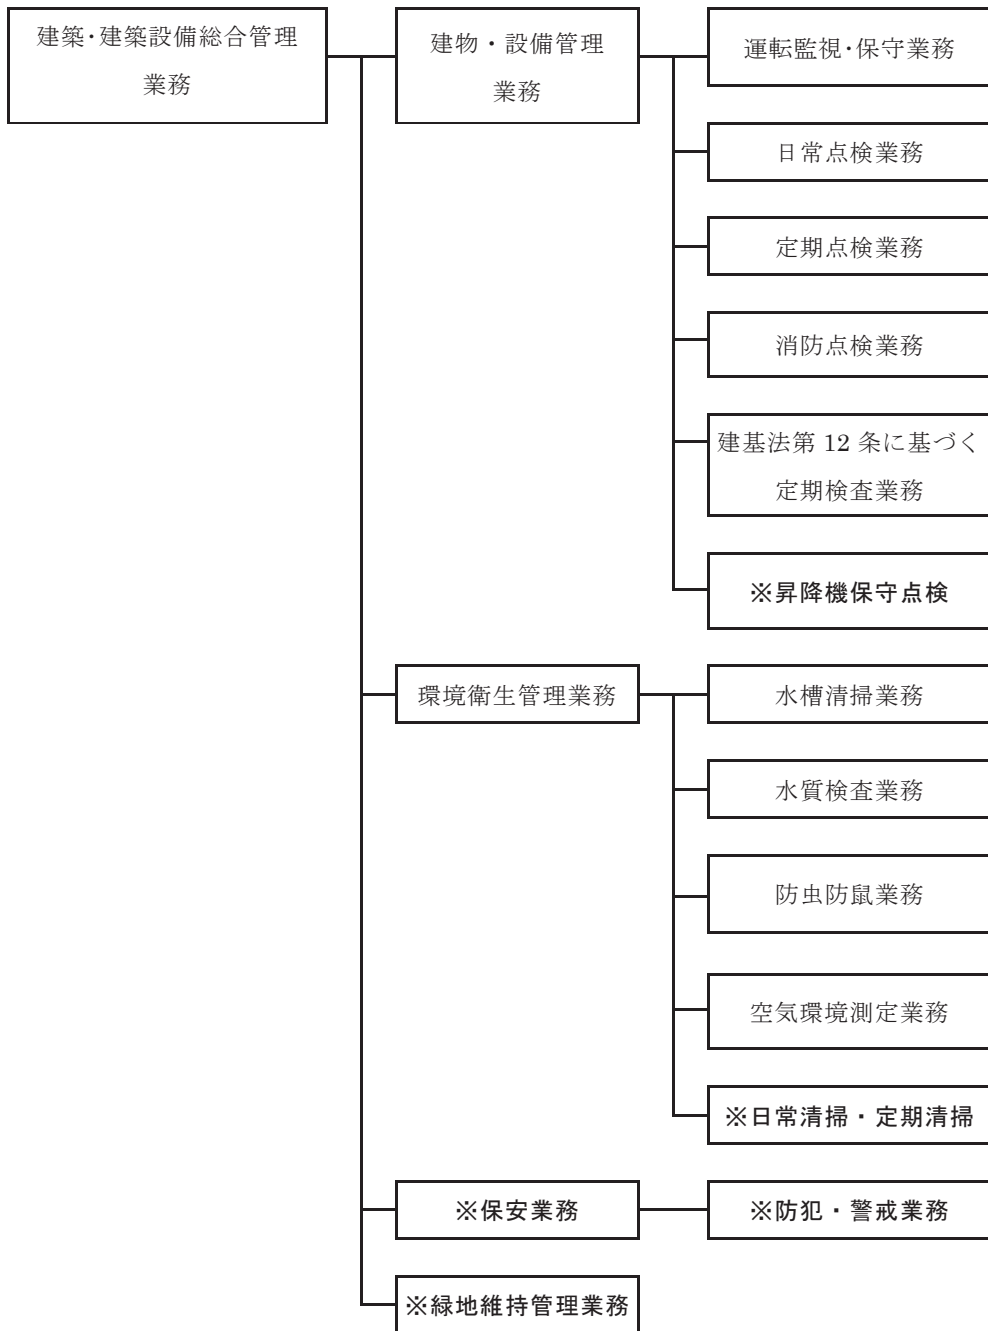 建築・建築設備総合管理
業務
建物・設備管理
業務
運転監視・保守業務
日常点検業務
定期点検業務
消防点検業務
建基法第 12 条に基づく
定期検査業務
※昇降機保守点検
環境衛生管理業務
水槽清掃業務
水質検査業務
防虫防鼠業務
空気環境測定業務
※日常清掃・定期清掃
※保安業務
※防犯・警戒業務
※緑地維持管理業務